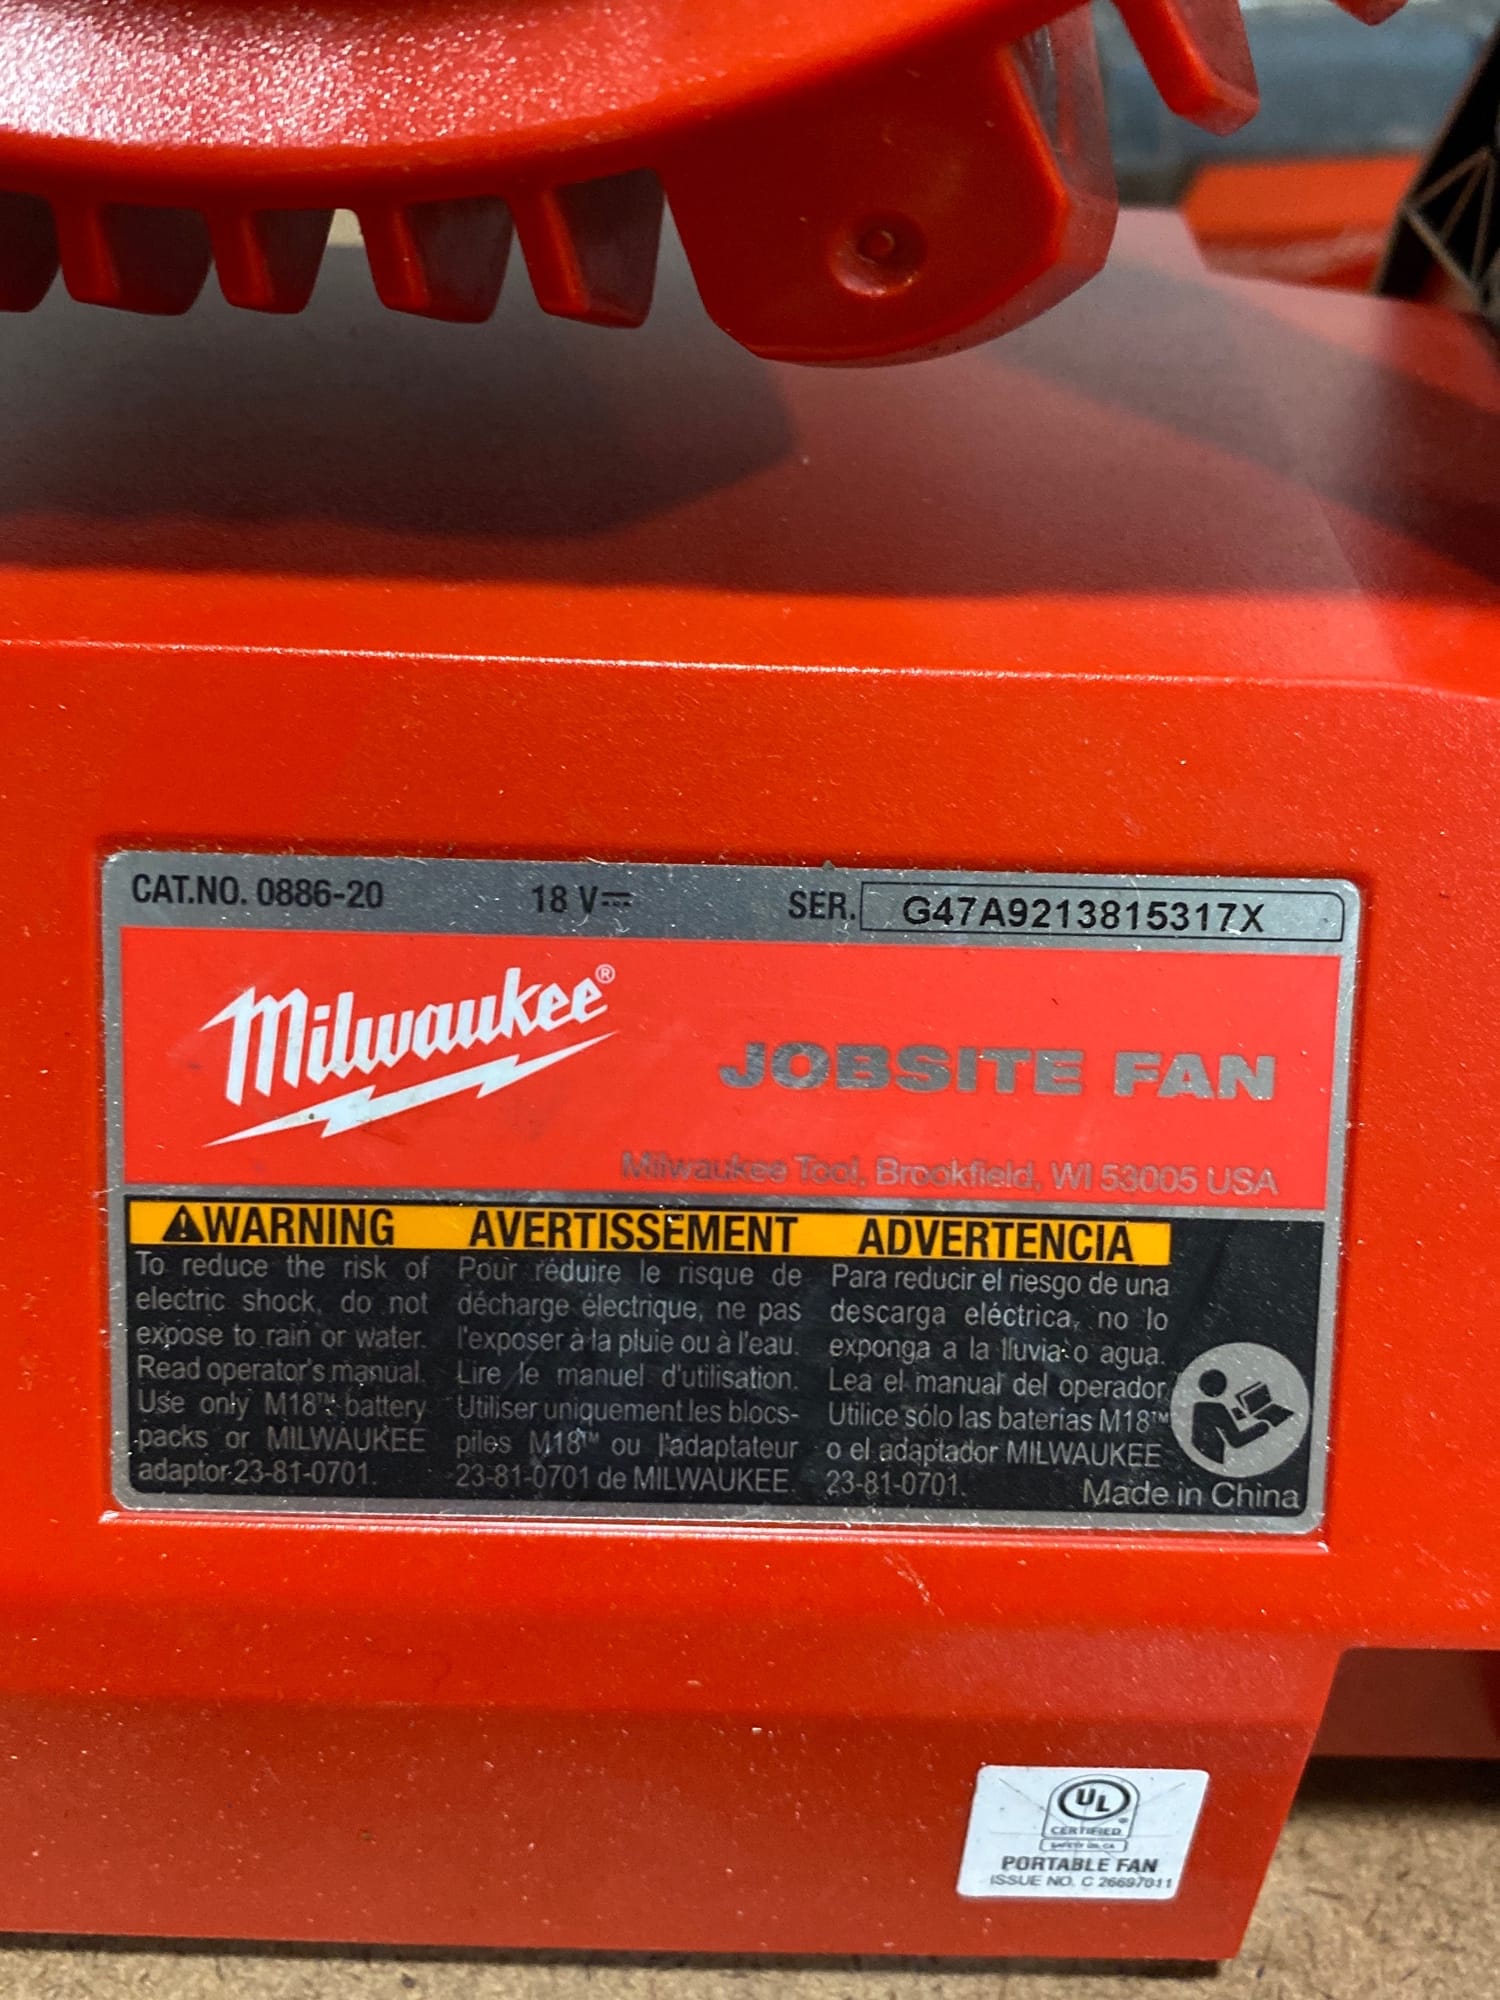 CAT.NO. 0886-20 18 V⎓ SER. G47A9213815317X
Milwaukee®
JOBSITE FAN
Milwaukee Tool, Brookfield, WI 53005 USA
⚠WARNING
To reduce the risk of
electric shock, do not
expose to rain or water.
Read operator's manual.
Use only M18™ battery
packs or MILWAUKEE
adaptor 23-81-0701.
AVERTISSEMENT
Pour réduire le risque de
décharge électrique, ne pas
l'exposer à la pluie ou à l'eau.
Lire le manuel d'utilisation.
Utiliser uniquement les blocs-
piles M18™ ou l'adaptateur
23-81-0701 de MILWAUKEE.
ADVERTENCIA
Para reducir el riesgo de una
descarga eléctrica, no lo
exponga a la lluvia o agua.
Lea el manual del operador.
Utilice sólo las baterías M18™
o el adaptador MILWAUKEE
23-81-0701.
Made in China
UL®
CERTIFIED
SAFETY US, CA
PORTABLE FAN
ISSUE NO. C 26697011